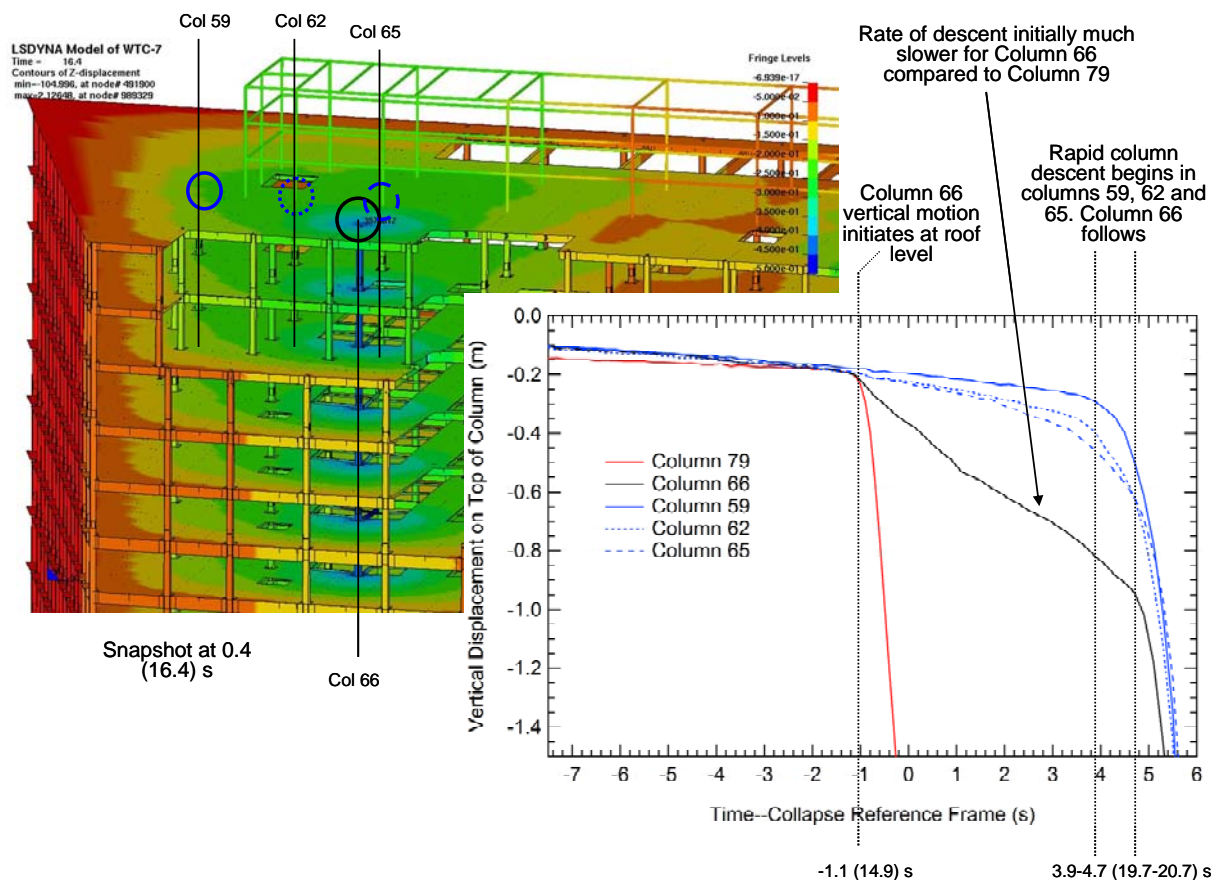 Col 59
Col 62
Col 65
LSDYNA Model of WTC-7
Time = 16.4
Contours of Z-displacement
min=-104.996, at node# 491900
max=2.12648, at node# 989329
Fringe Levels
-6.939e-17
-5.000e-02
-1.000e-01
-1.500e-01
-2.000e-01
-2.500e-01
-3.000e-01
-3.500e-01
-4.000e-01
-4.500e-01
-5.000e-01
Rate of descent initially much
slower for Column 66
compared to Column 79
Column 66
vertical motion
initiates at roof
level
Rapid column
descent begins in
columns 59, 62 and
65. Column 66
follows
Snapshot at 0.4
(16.4) s
Col 66
Vertical Displacement on Top of Column (m)
0.0
-0.2
-0.4
-0.6
-0.8
-1.0
-1.2
-1.4
Column 79
Column 66
Column 59
Column 62
Column 65
-7 -6 -5 -4 -3 -2 -1 0 1 2 3 4 5 6
Time--Collapse Reference Frame (s)
-1.1 (14.9) s
3.9-4.7 (19.7-20.7) s